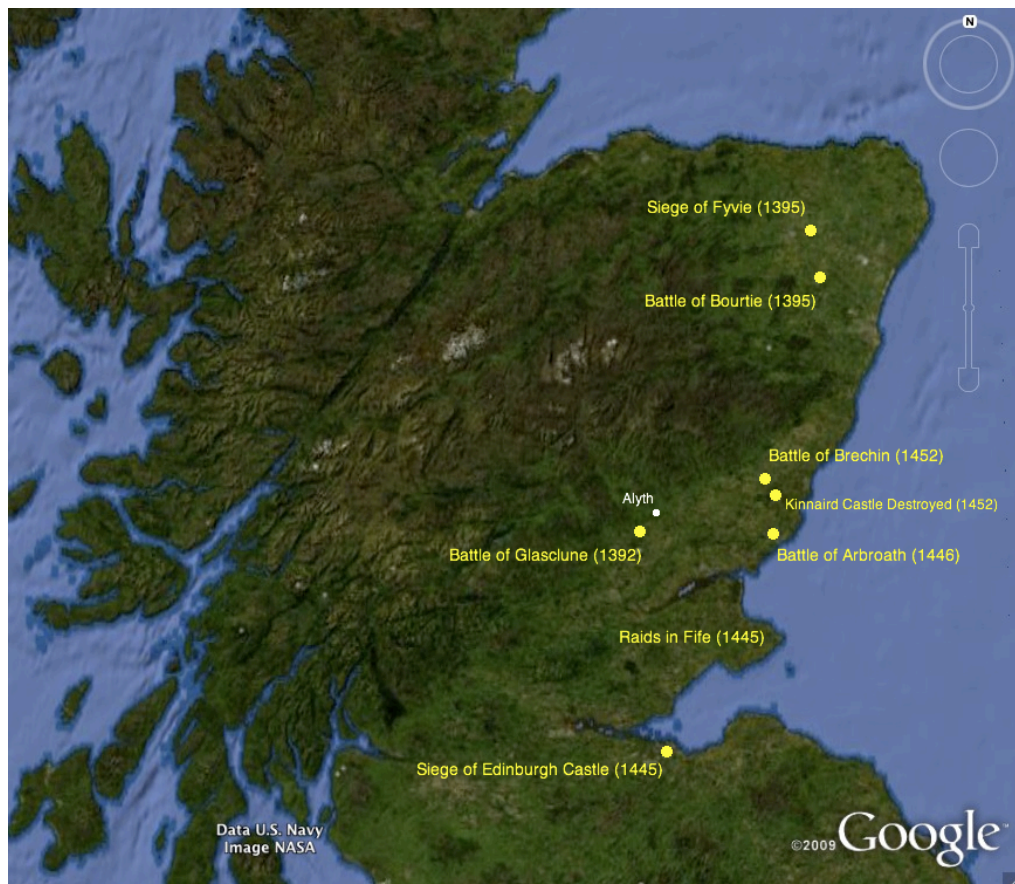 N
Siege of Fyvie (1395)
Battle of Bourtie (1395)
Battle of Brechin (1452)
Kinnaird Castle Destroyed (1452)
Alyth
Battle of Glasclune (1392)
Battle of Arbroath (1446)
Raids in Fife (1445)
Siege of Edinburgh Castle (1445)
Data U.S. Navy
Image NASA
©2009 Google™